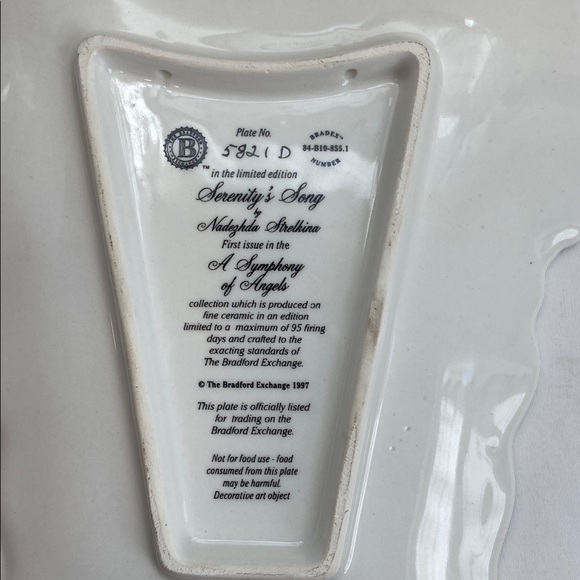 Plate No.
5821 D
B
BRADEX™
84-B10-855.1
NUMBER
in the limited edition
Serenity's Song
by
Nadezhda Strelkina
First issue in the
A Symphony
of Angels
collection which is produced on
fine ceramic in an edition
limited to a maximum of 95 firing
days and crafted to the
exacting standards of
The Bradford Exchange.
© The Bradford Exchange 1997
This plate is officially listed
for trading on the
Bradford Exchange.
Not for food use - food
consumed from this plate
may be harmful.
Decorative art object